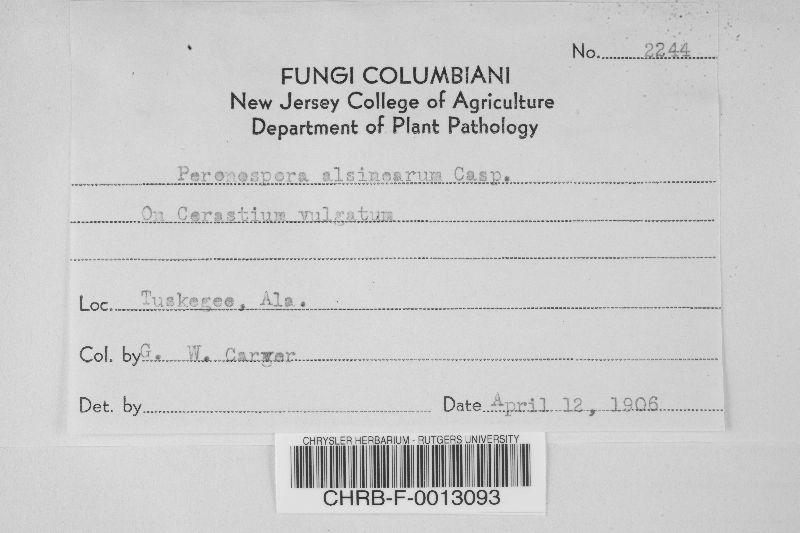 No. 2244
FUNGI COLUMBIANI
New Jersey College of Agriculture
Department of Plant Pathology
Peronospora alsinearum Casp.
On Cerastium vulgatum
Loc. Tuskegee, Ala.
Col. by G. W. Carver
Det. by
Date April 12, 1906
CHRYSLER HERBARIUM - RUTGERS UNIVERSITY
CHRB-F-0013093